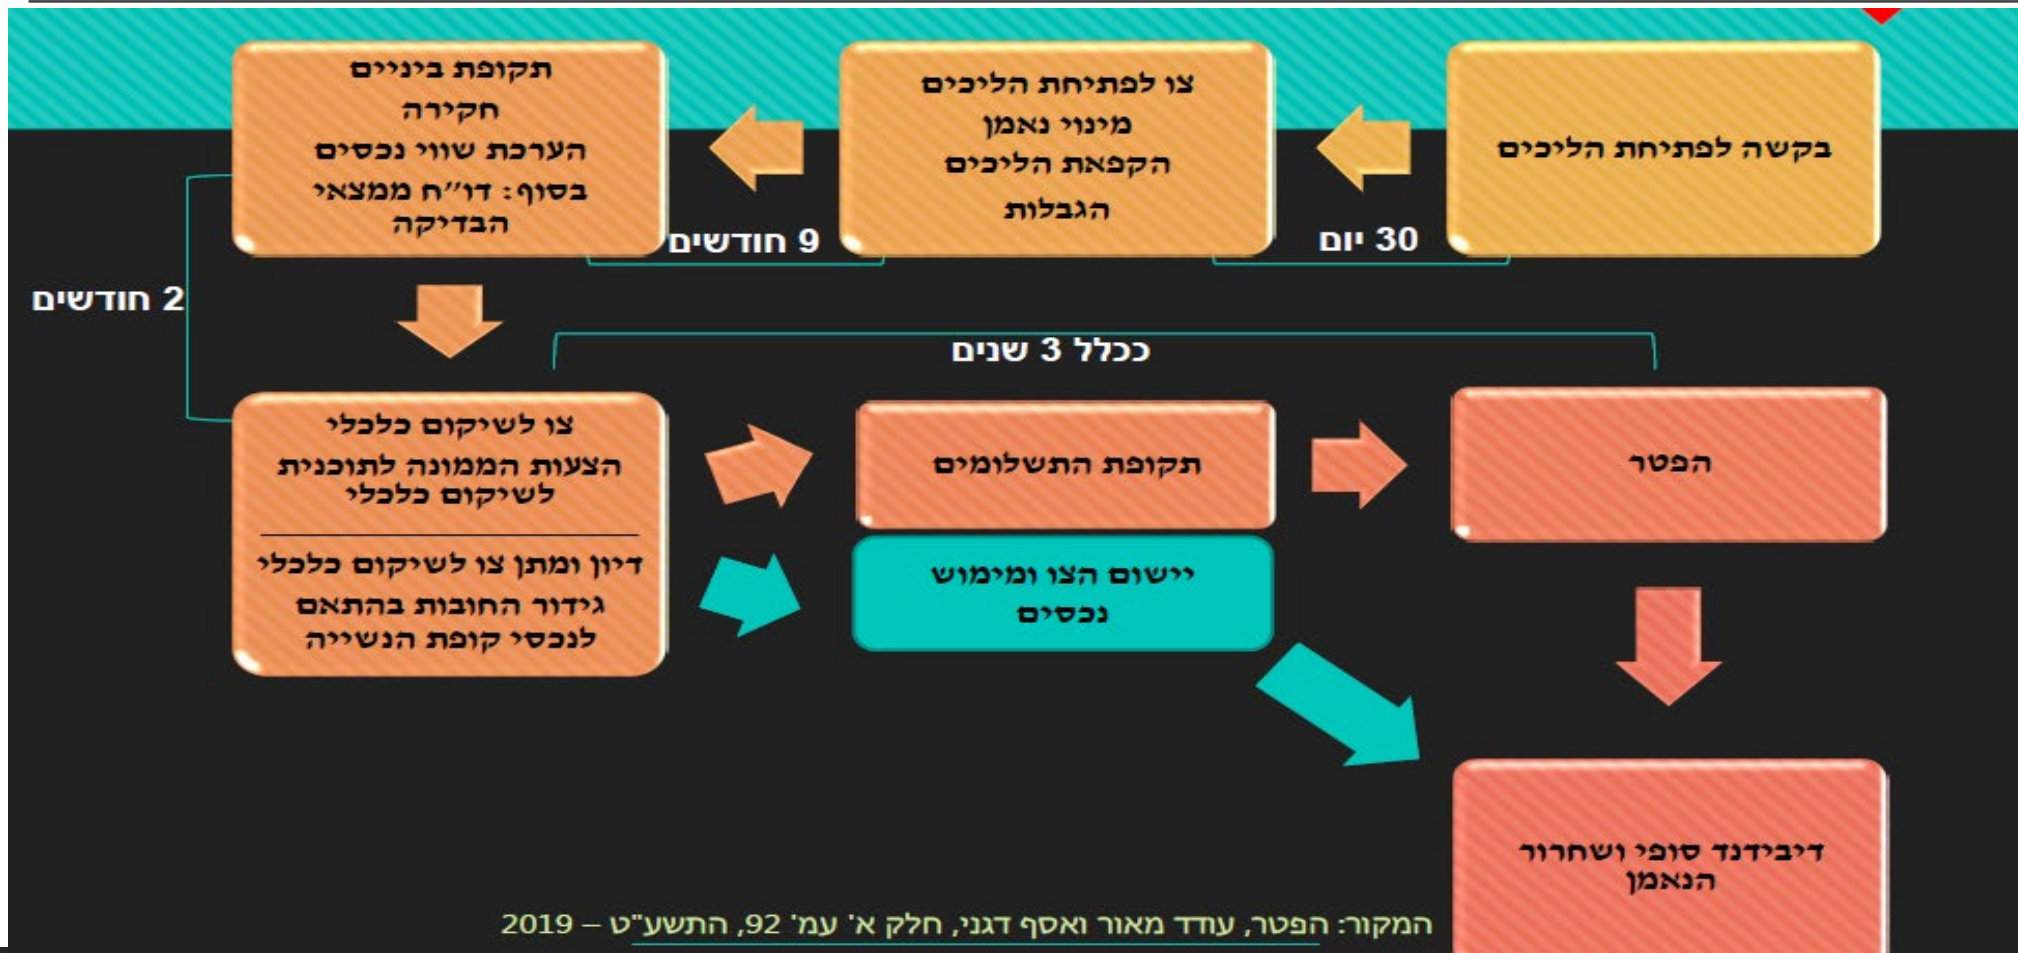 בקשה לפתיחת הליכים
30 יום
צו לפתיחת הליכים
מינוי נאמן
הקפאת הליכים
הגבלות
9 חודשים
תקופת ביניים
חקירה
הערכת שווי נכסים
בסוף: דו״ח ממצאי
הבדיקה
2 חודשים
צו לשיקום כלכלי
הצעות הממונה לתוכנית
לשיקום כלכלי
דיון ומתן צו לשיקום כלכלי
גידור החובות בהתאם
לנכסי קופת הנשייה
ככלל 3 שנים
תקופת התשלומים
יישום הצו ומימוש
נכסים
הפטר
דיבידנד סופי ושחרור
הנאמן
המקור: הפטר, עודד מאור ואסף דגני, חלק א' עמ' 92, התשע"ט – 2019